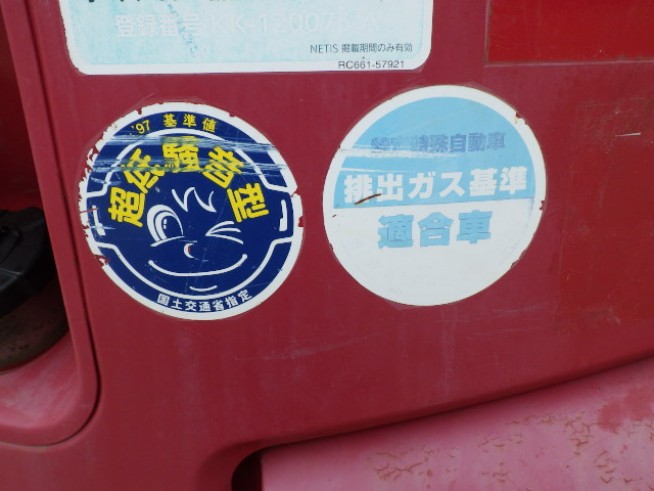 登録番号 KK-120076-A
NETIS 掲載期間のみ有効
RC661-57921
'97 基準値
超低騒音型
国土交通省指定
特定特殊自動車
排出ガス基準
適合車